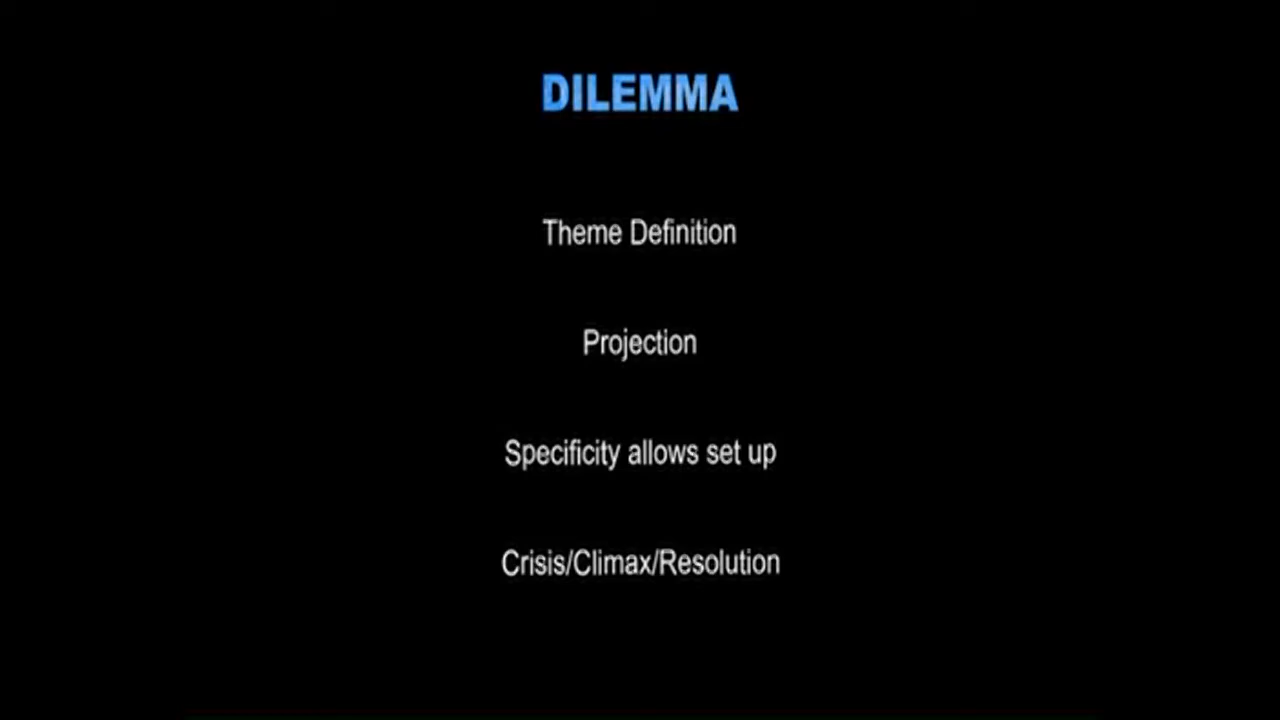 DILEMMA
Theme Definition
Projection
Specificity allows set up
Crisis/Climax/Resolution